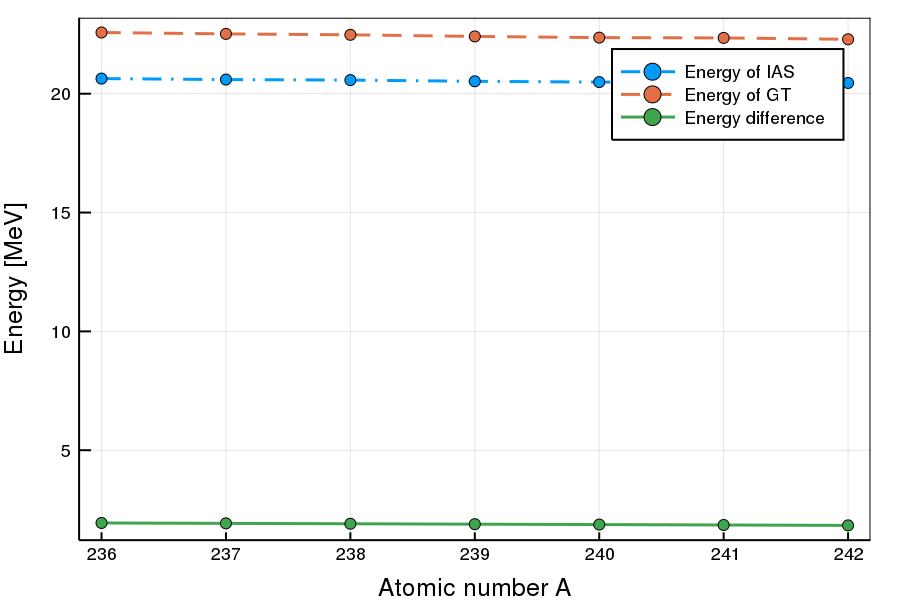 Energy of IAS
Energy of GT
Energy difference
20
15
10
5
Energy [MeV]
236 237 238 239 240 241 242
Atomic number A